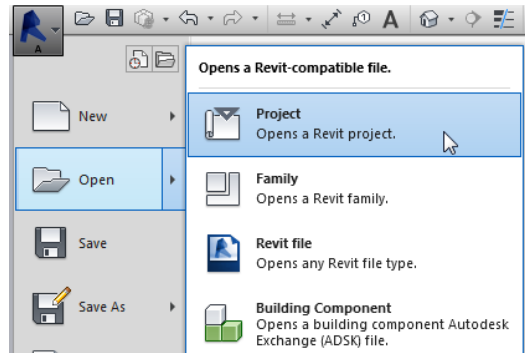 A
A
Opens a Revit-compatible file.
New
Project
Opens a Revit project.
Open
Family
Opens a Revit family.
Save
Revit file
Opens any Revit file type.
Save As
Building Component
Opens a building component Autodesk
Exchange (ADSK) file.